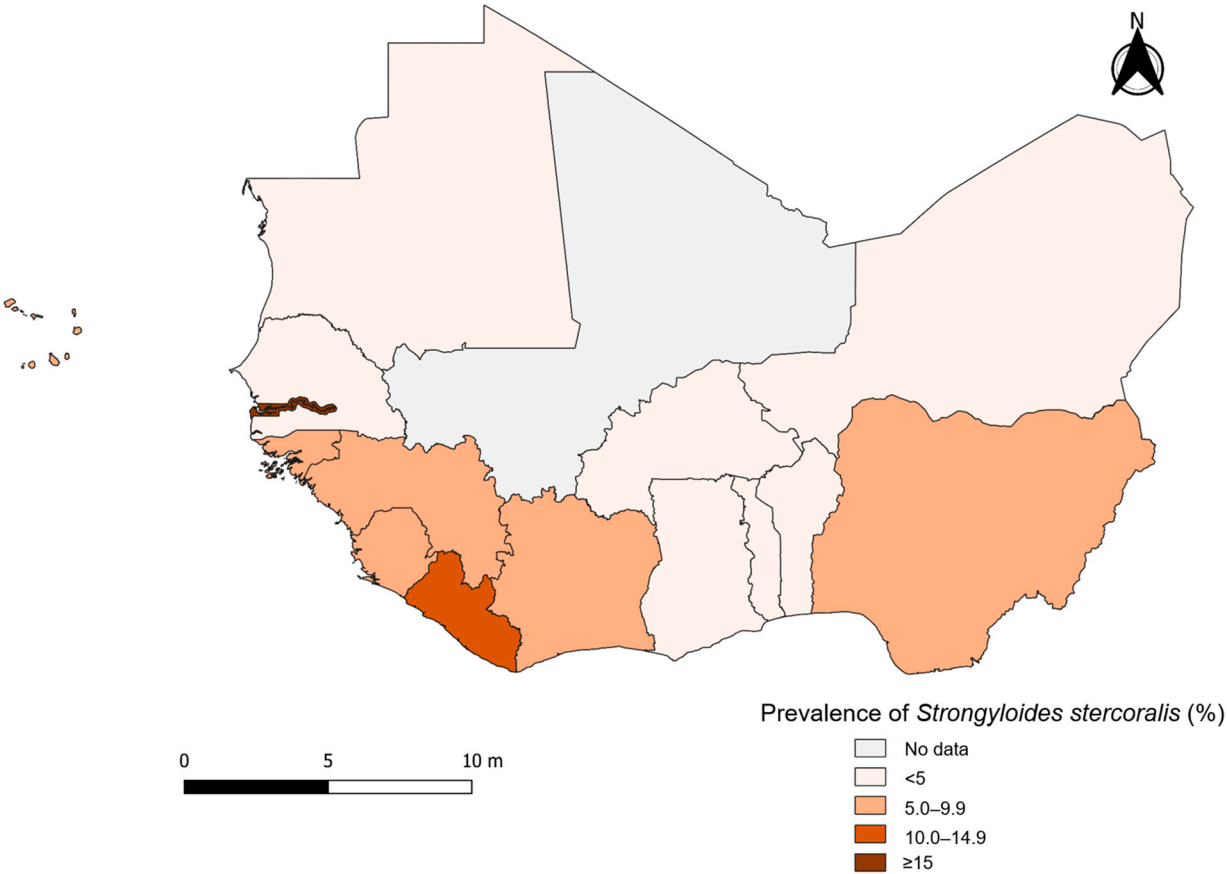 N
Prevalence of Strongyloides stercoralis (%)
No data
<5
5.0–9.9
10.0–14.9
≥15
0 5 10 m